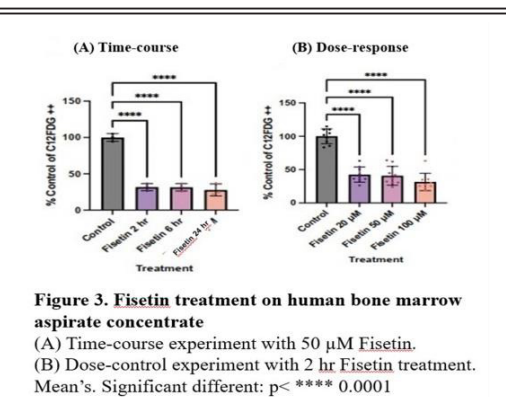 (A) Time-course
(B) Dose-response
****
****
****
% Control of C12FDG ++
150
100
50
0
Control
Fisetin 2 hr
Fisetin 6 hr
Fisetin 24 hr
Treatment
****
****
****
% Control of C12FDG ++
150
100
50
0
Control
Fisetin 20 µM
Fisetin 50 µM
Fisetin 100 µM
Treatment
Figure 3. Fisetin treatment on human bone marrow
aspirate concentrate
(A) Time-course experiment with 50 µM Fisetin.
(B) Dose-control experiment with 2 hr Fisetin treatment.
Mean's. Significant different: p< **** 0.0001